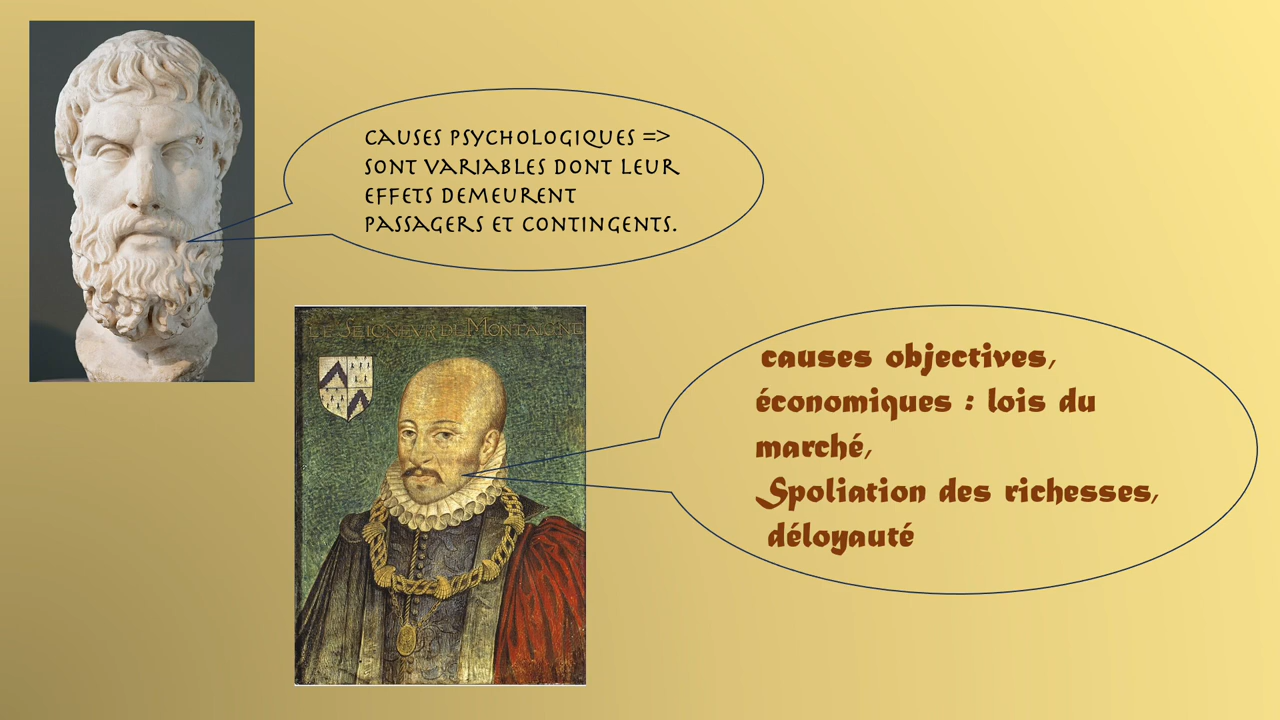 causes psychologiques =>
sont variables dont leur
effets demeurent
passagers et contingents.
LE SEIGNEVR DE MONTAIGNE
causes objectives,
économiques : lois du
marché,
Spoliation des richesses,
déloyauté